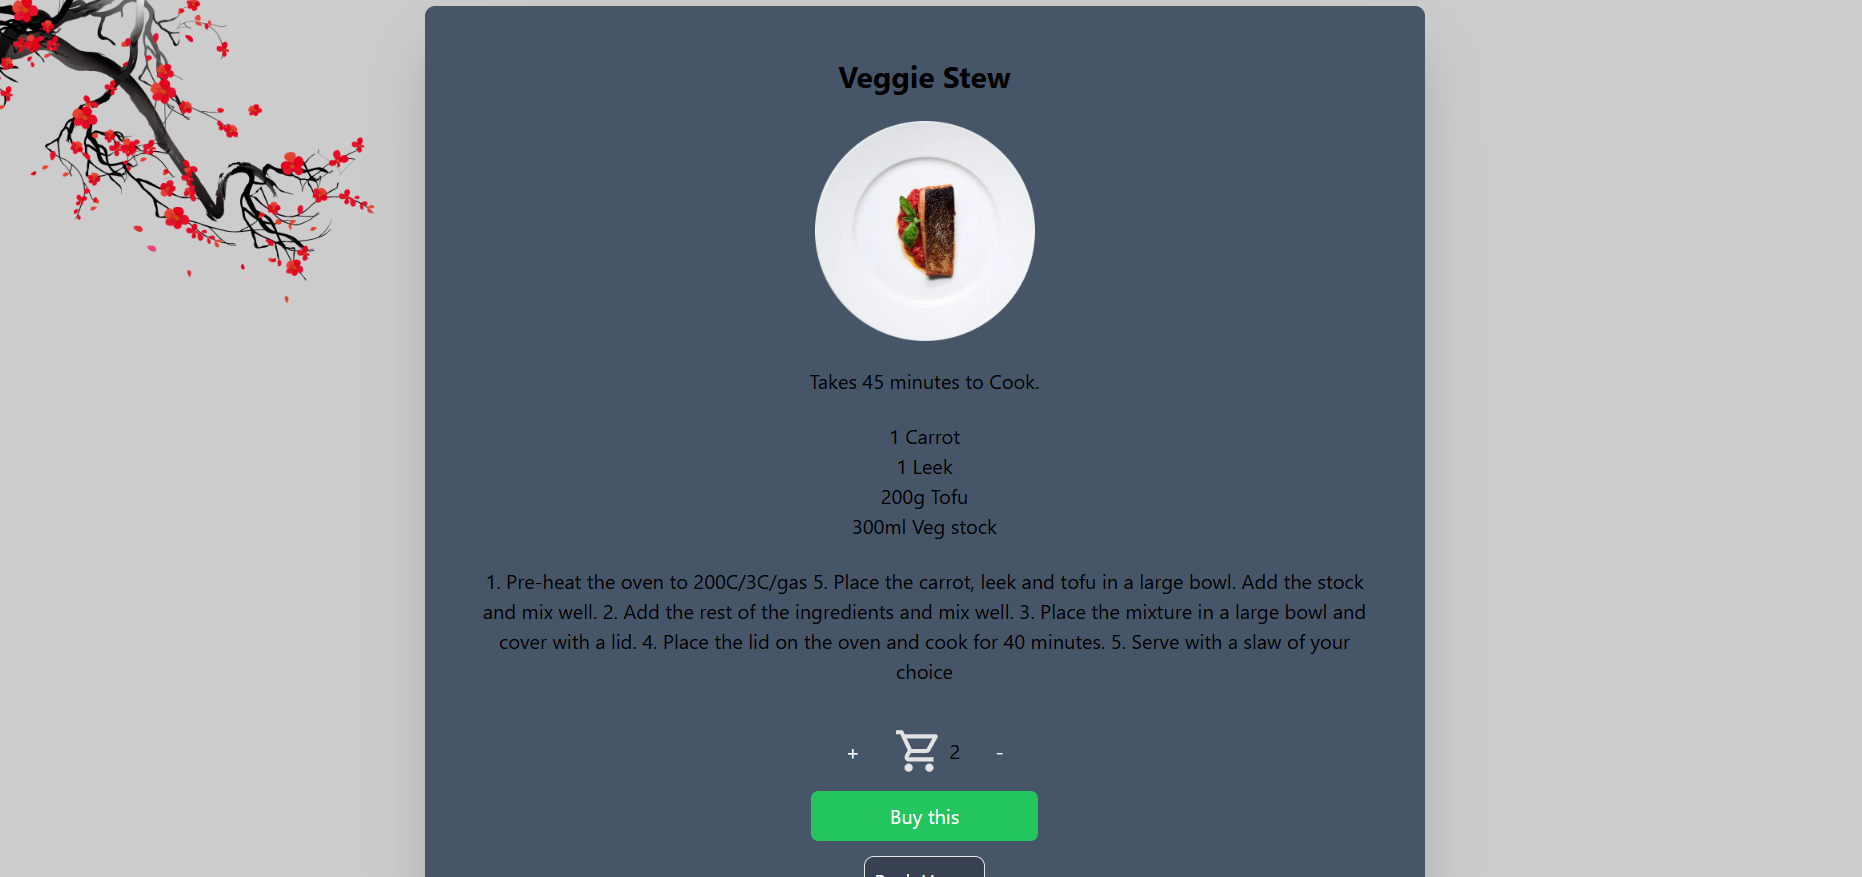 Veggie Stew
Takes 45 minutes to Cook.
1 Carrot
1 Leek
200g Tofu
300ml Veg stock
1. Pre-heat the oven to 200C/3C/gas 5. Place the carrot, leek and tofu in a large bowl. Add the stock
and mix well. 2. Add the rest of the ingredients and mix well. 3. Place the mixture in a large bowl and
cover with a lid. 4. Place the lid on the oven and cook for 40 minutes. 5. Serve with a slaw of your
choice
+ 2 -
Buy this